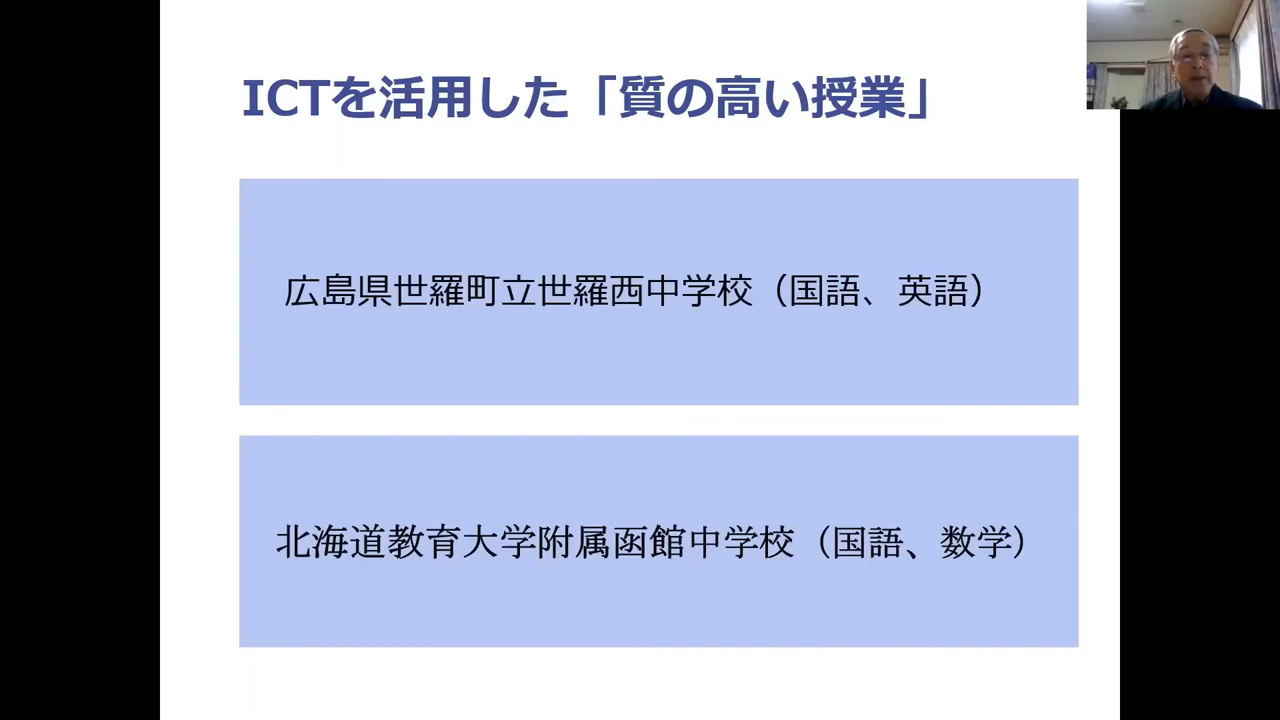 ICTを活用した「質の高い授業」
広島県世羅町立世羅西中学校（国語、英語）
北海道教育大学附属函館中学校（国語、数学）